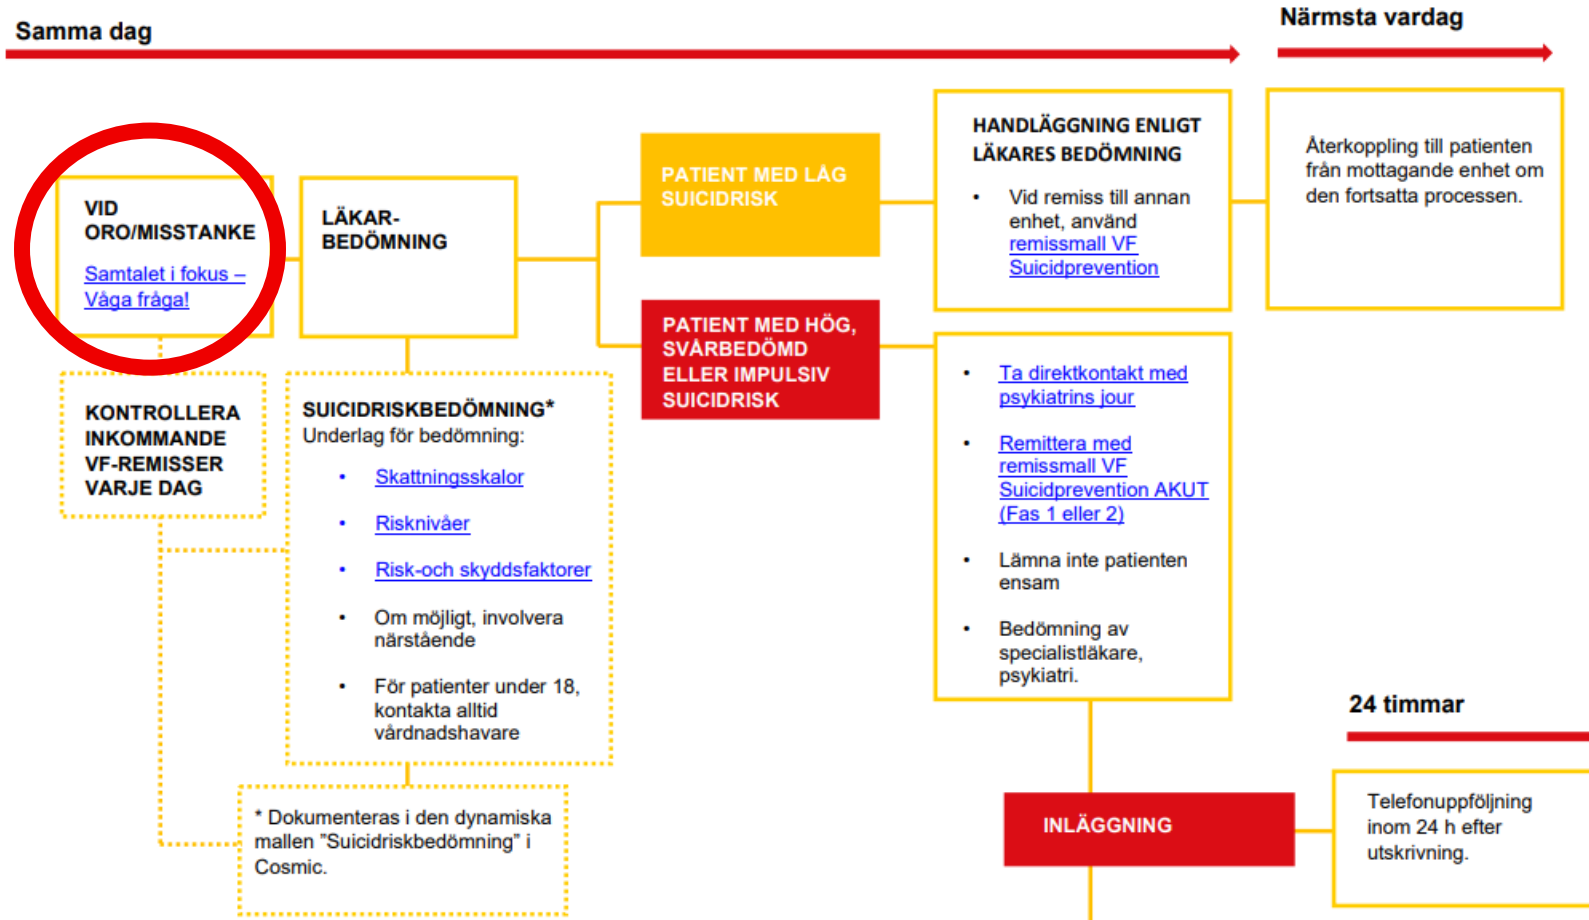 Samma dag
Närmsta vardag
VID
ORO/MISSTANKE
Samtalet i fokus –
Våga fråga!
LÄKAR-
BEDÖMNING
PATIENT MED LÅG
SUICIDRISK
HANDLÄGGNING ENLIGT
LÄKARES BEDÖMNING
• Vid remiss till annan
enhet, använd
remissmall VF
Suicidprevention
Återkoppling till patienten
från mottagande enhet om
den fortsatta processen.
PATIENT MED HÖG,
SVÅRBEDÖMD
ELLER IMPULSIV
SUICIDRISK
• Ta direktkontakt med
psykiatrins jour
• Remittera med
remissmall VF
Suicidprevention AKUT
(Fas 1 eller 2)
• Lämna inte patienten
ensam
• Bedömning av
specialistläkare,
psykiatri.
KONTROLLERA
INKOMMANDE
VF-REMISSER
VARJE DAG
SUICIDRISKBEDÖMNING*
Underlag för bedömning:
• Skattningsskalor
• Risknivåer
• Risk-och skyddsfaktorer
• Om möjligt, involvera
närstående
• För patienter under 18,
kontakta alltid
vårdnadshavare
* Dokumenteras i den dynamiska
mallen ”Suicidriskbedömning” i
Cosmic.
24 timmar
INLÄGGNING
Telefonuppföljning
inom 24 h efter
utskrivning.